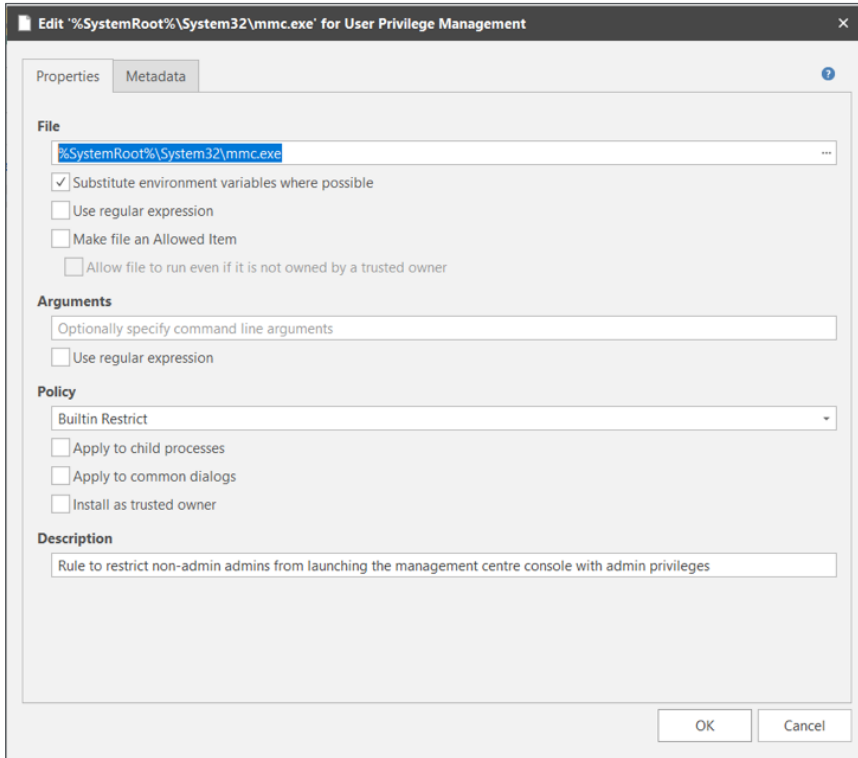 Edit '%SystemRoot%\System32\mmc.exe' for User Privilege Management
Properties
Metadata
File
%SystemRoot%\System32\mmc.exe
Substitute environment variables where possible
Use regular expression
Make file an Allowed Item
Allow file to run even if it is not owned by a trusted owner
Arguments
Optionally specify command line arguments
Use regular expression
Policy
Builtin Restrict
Apply to child processes
Apply to common dialogs
Install as trusted owner
Description
Rule to restrict non-admin admins from launching the management centre console with admin privileges
OK
Cancel